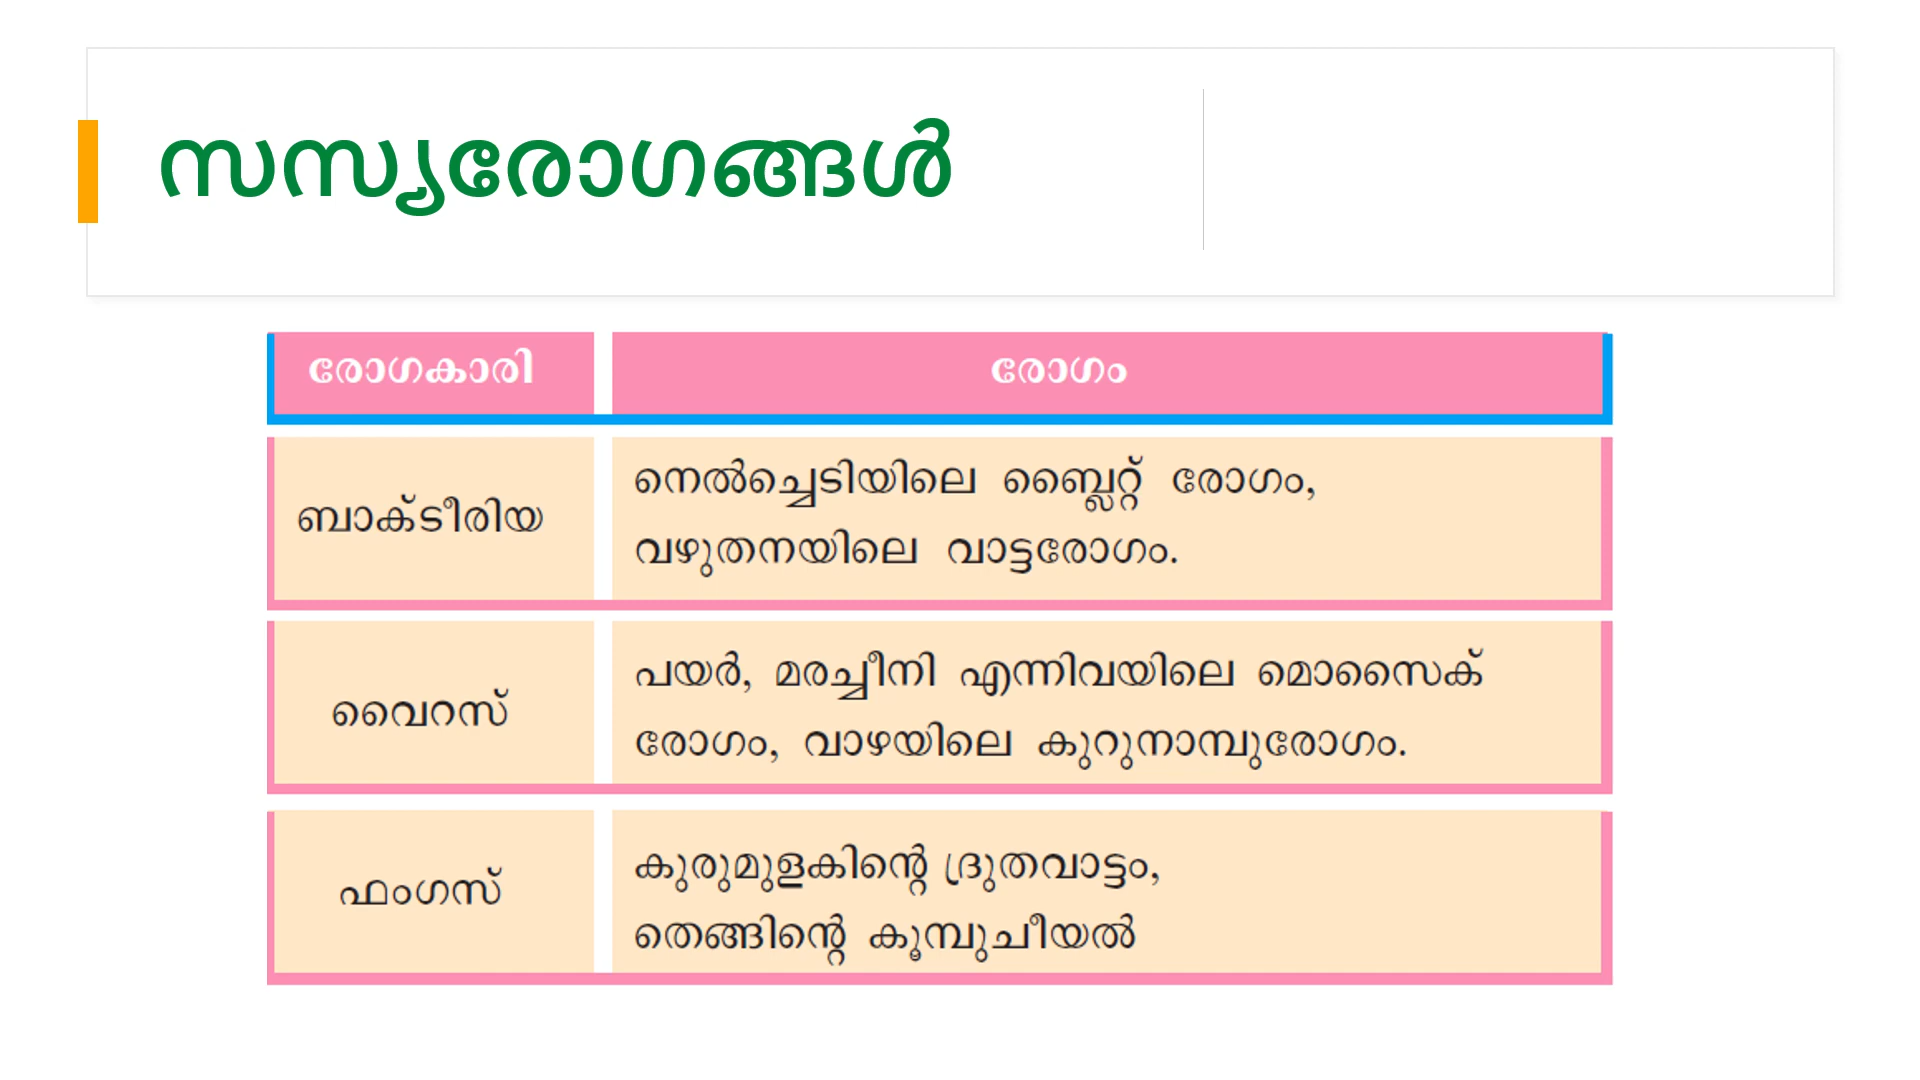 സസ്യരോഗങ്ങൾ
രോഗകാരി രോഗം
ബാക്ടീരിയ
നെൽച്ചെടിയിലെ ബ്ലൈറ്റ് രോഗം,
വഴുതനയിലെ വാട്ടരോഗം.
വൈറസ്
പയർ, മരച്ചീനി എന്നിവയിലെ മൊസൈക്
രോഗം, വാഴയിലെ കുറുനാമ്പുരോഗം.
ഫംഗസ്
കുരുമുളകിന്റെ ദ്രുതവാട്ടം,
തെങ്ങിന്റെ കൂമ്പുചീയൽ